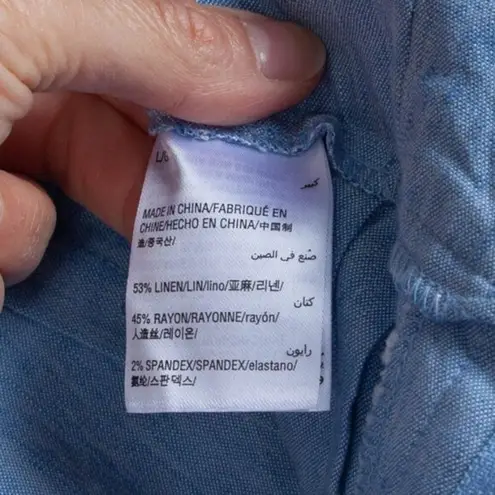 L/
كبير
MADE IN CHINA/FABRIQUÉ EN
CHINE/HECHO EN CHINA/中国制
造/중국산/
صنع في الصين
53% LINEN/LIN/lino/亚麻/리넨/
كتان
45% RAYON/RAYONNE/rayón/
人造丝/레이온/
رايون
2% SPANDEX/SPANDEX/elastano/
氨纶/스판덱스/